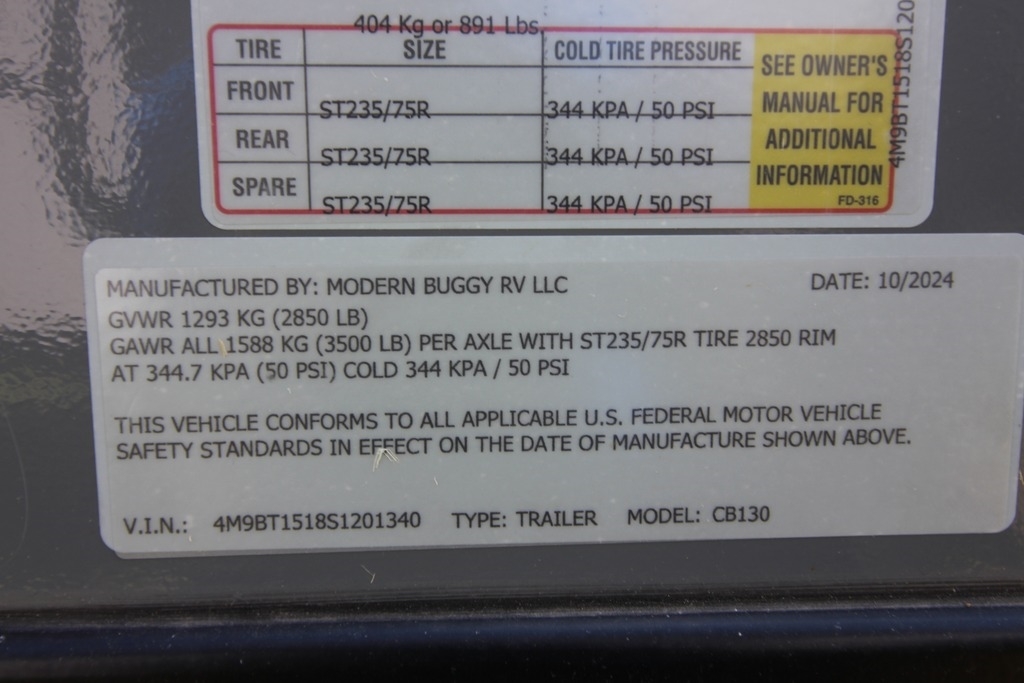 404 Kg or 891 Lbs.
TIRE SIZE COLD TIRE PRESSURE
FRONT ST235/75R 344 KPA / 50 PSI
REAR ST235/75R 344 KPA / 50 PSI
SPARE ST235/75R 344 KPA / 50 PSI
SEE OWNER'S
MANUAL FOR
ADDITIONAL
INFORMATION
FD-316
4M9BT1518S120
MANUFACTURED BY: MODERN BUGGY RV LLC DATE: 10/2024
GVWR 1293 KG (2850 LB)
GAWR ALL 1588 KG (3500 LB) PER AXLE WITH ST235/75R TIRE 2850 RIM
AT 344.7 KPA (50 PSI) COLD 344 KPA / 50 PSI
THIS VEHICLE CONFORMS TO ALL APPLICABLE U.S. FEDERAL MOTOR VEHICLE
SAFETY STANDARDS IN EFFECT ON THE DATE OF MANUFACTURE SHOWN ABOVE.
V.I.N.: 4M9BT1518S1201340 TYPE: TRAILER MODEL: CB130